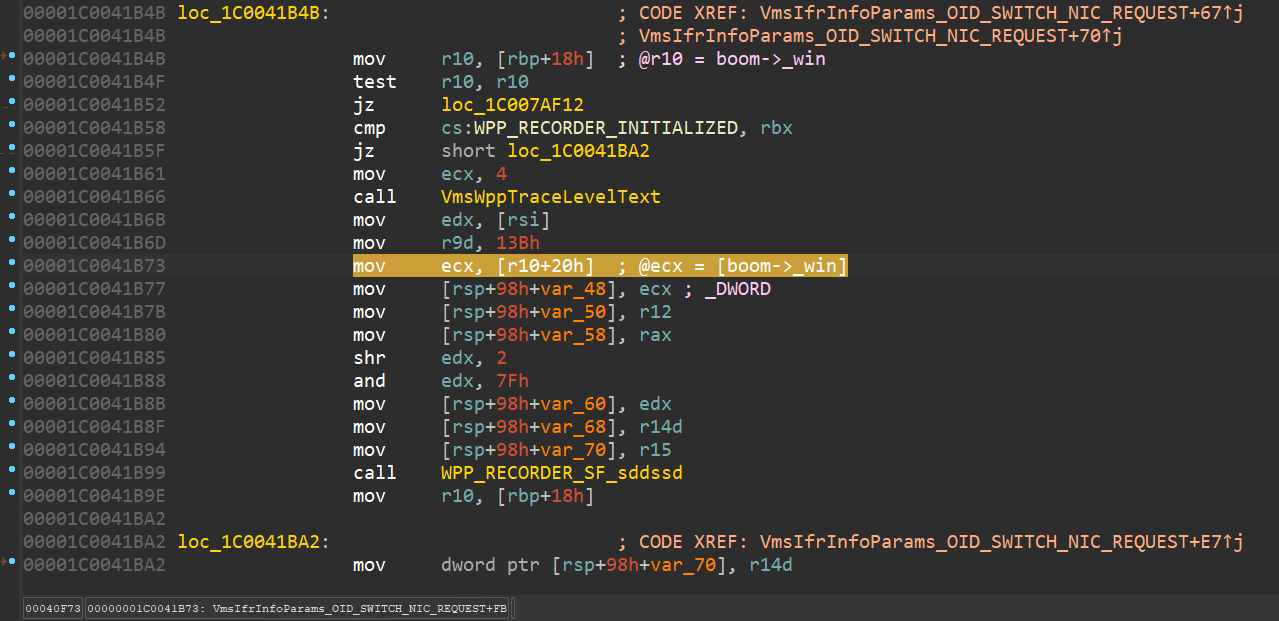 00001C0041B4B loc_1C0041B4B: ; CODE XREF: VmsIfrInfoParams_OID_SWITCH_NIC_REQUEST+67↑j
00001C0041B4B ; VmsIfrInfoParams_OID_SWITCH_NIC_REQUEST+70↑j
00001C0041B4B mov r10, [rbp+18h] ; @r10 = boom->_win
00001C0041B4F test r10, r10
00001C0041B52 jz loc_1C007AF12
00001C0041B58 cmp cs:WPP_RECORDER_INITIALIZED, rbx
00001C0041B5F jz short loc_1C0041BA2
00001C0041B61 mov ecx, 4
00001C0041B66 call VmsWppTraceLevelText
00001C0041B6B mov edx, [rsi]
00001C0041B6D mov r9d, 13Bh
00001C0041B73 mov ecx, [r10+20h] ; @ecx = [boom->_win]
00001C0041B77 mov [rsp+98h+var_48], ecx ; _DWORD
00001C0041B7B mov [rsp+98h+var_50], r12
00001C0041B80 mov [rsp+98h+var_58], rax
00001C0041B85 shr edx, 2
00001C0041B88 and edx, 7Fh
00001C0041B8B mov [rsp+98h+var_60], edx
00001C0041B8F mov [rsp+98h+var_68], r14d
00001C0041B94 mov [rsp+98h+var_70], r15
00001C0041B99 call WPP_RECORDER_SF_sddssd
00001C0041B9E mov r10, [rbp+18h]
00001C0041BA2
00001C0041BA2 loc_1C0041BA2: ; CODE XREF: VmsIfrInfoParams_OID_SWITCH_NIC_REQUEST+E7↑j
00001C0041BA2 mov dword ptr [rsp+98h+var_70], r14d
00040F73 00000001C0041B73: VmsIfrInfoParams_OID_SWITCH_NIC_REQUEST+FB